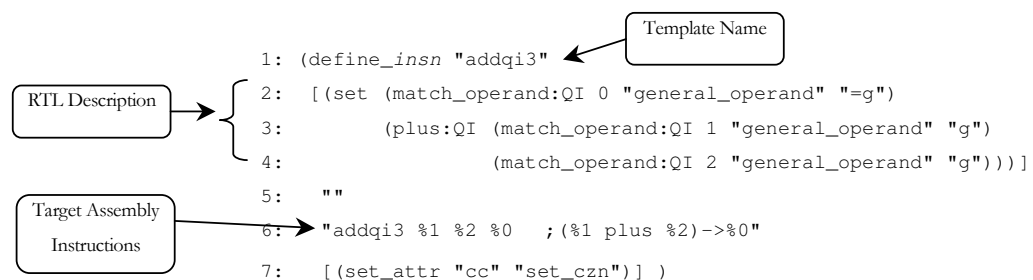 Template Name
1: (define_insn "addqi3"
RTL Description
2: [(set (match_operand:QI 0 "general_operand" "=g")
3: (plus:QI (match_operand:QI 1 "general_operand" "g")
4: (match_operand:QI 2 "general_operand" "g")))]
5: ""
Target Assembly
Instructions
6: "addqi3 %1 %2 %0 ;(%1 plus %2)->%0"
7: [(set_attr "cc" "set_czn")] )